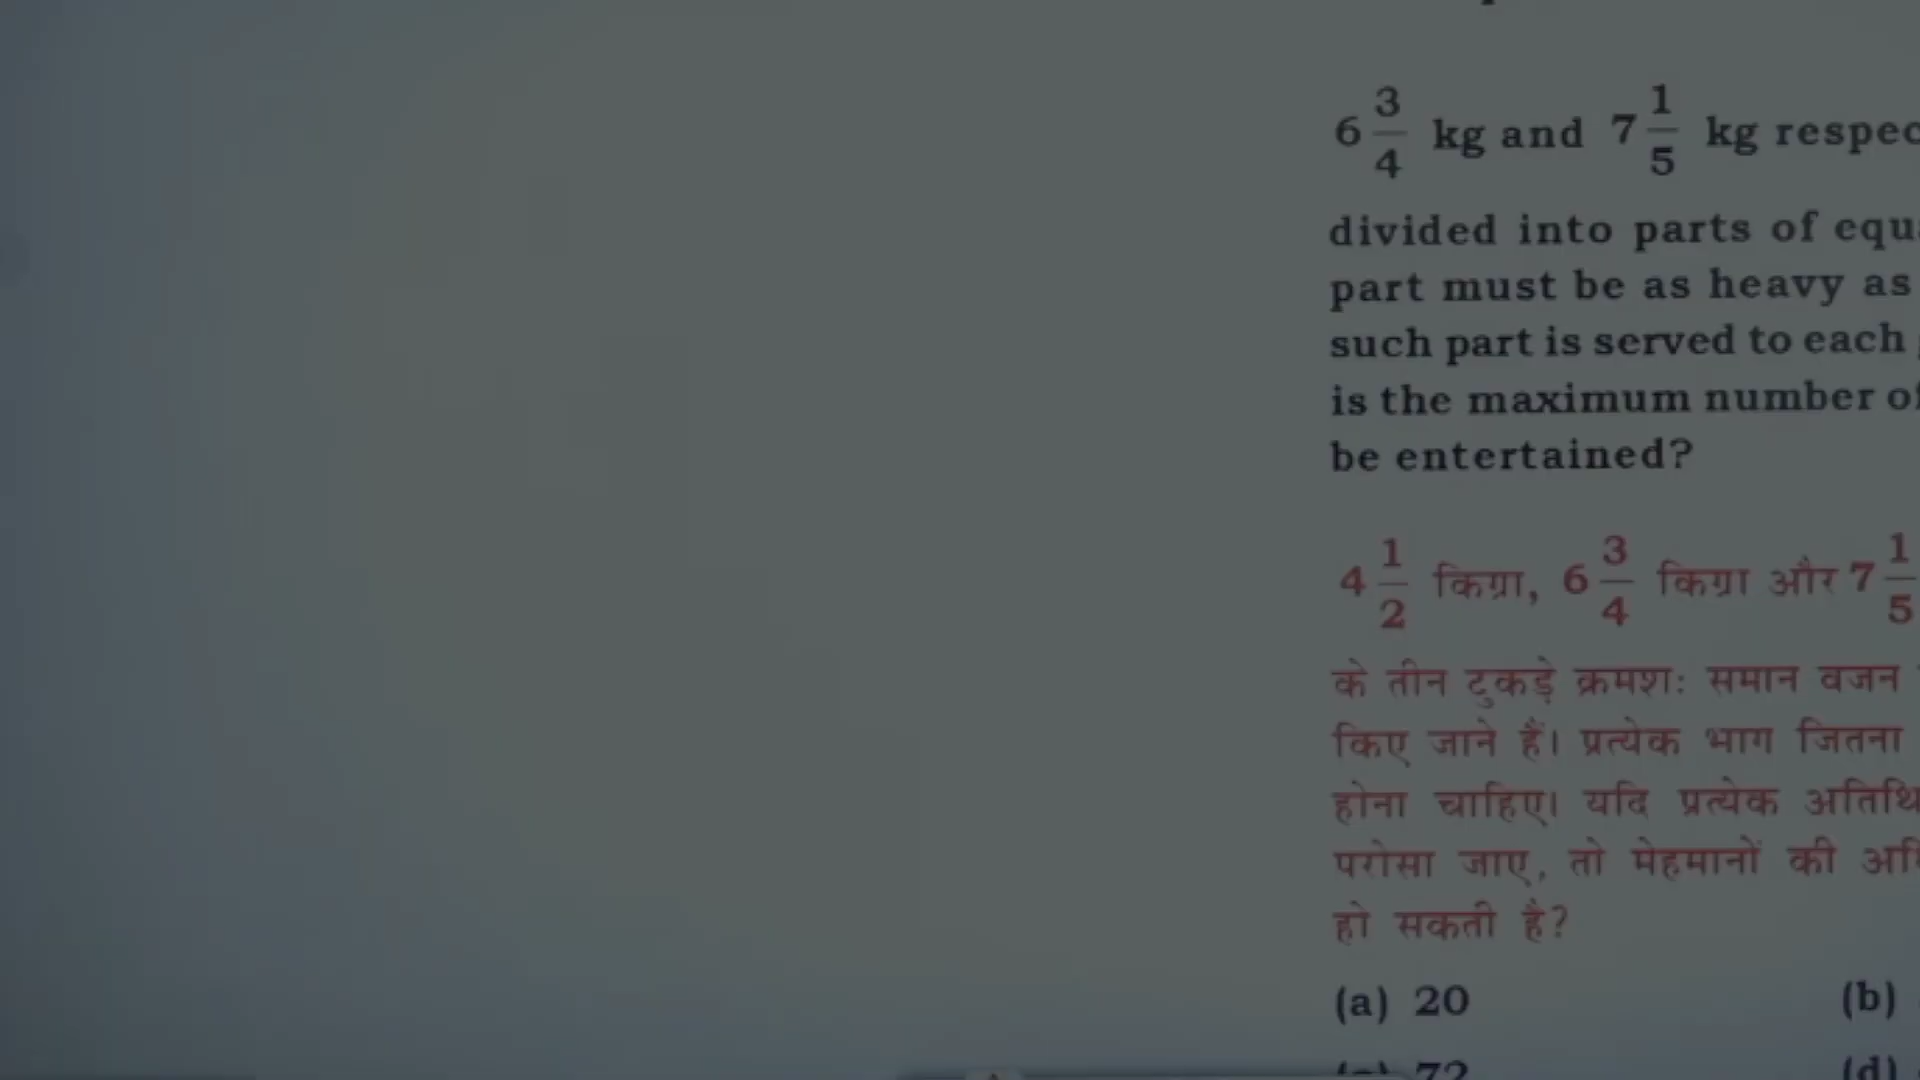 6 3/4 kg and 7 1/5 kg respec
divided into parts of equ
part must be as heavy as
such part is served to each
is the maximum number of
be entertained?
4 1/2 किग्रा, 6 3/4 किग्रा और 7 1/5
के तीन टुकड़े क्रमशः समान वजन
किए जाने हैं। प्रत्येक भाग जितना
होना चाहिए। यदि प्रत्येक अतिथि
परोसा जाए, तो मेहमानों की
हो सकती है?
(a) 20 (b)
72 (d)